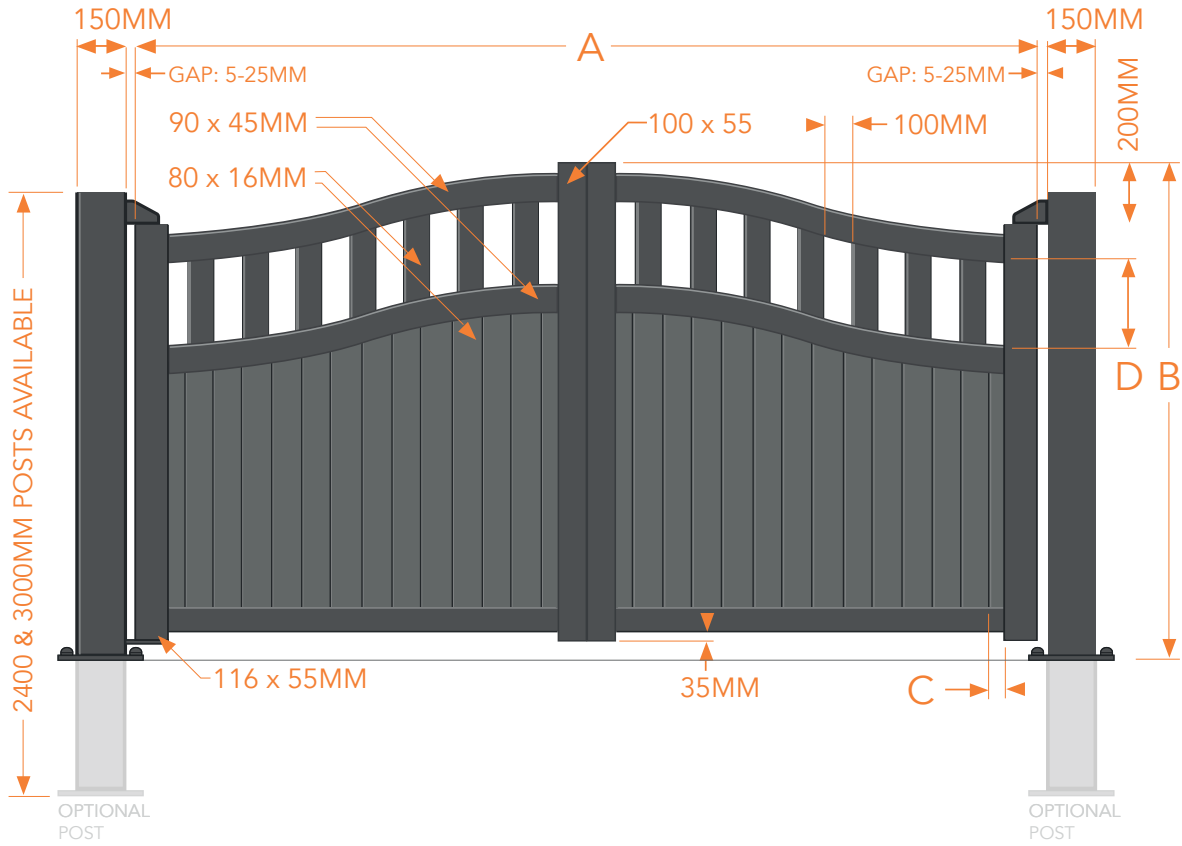 150MM
150MM
A
GAP: 5-25MM
GAP: 5-25MM
200MM
90 x 45MM
100 x 55
100MM
80 x 16MM
2400 & 3000MM POSTS AVAILABLE
D
B
116 x 55MM
35MM
C
OPTIONAL
POST
OPTIONAL
POST